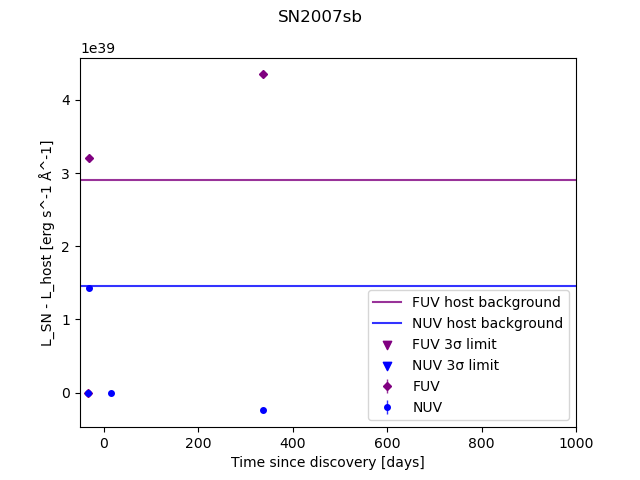 SN2007sb
1e39
4
3
2
1
0
L_SN - L_host [erg s^-1 Å^-1]
FUV host background
NUV host background
FUV 3σ limit
NUV 3σ limit
FUV
NUV
0 200 400 600 800 1000
Time since discovery [days]